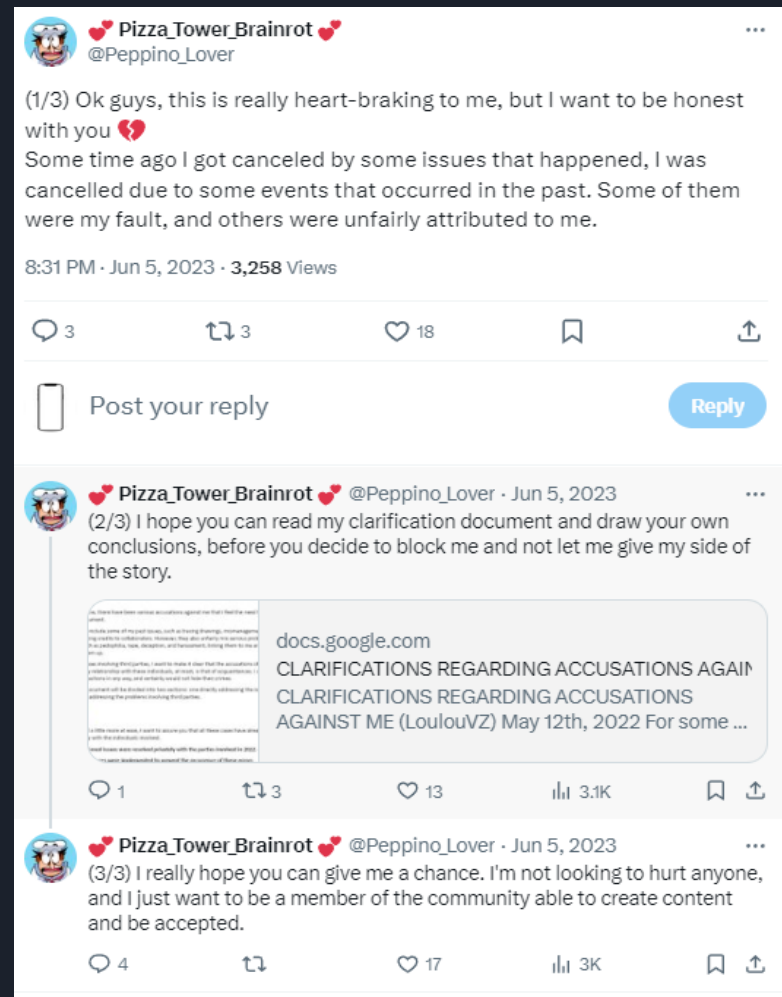 Pizza_Tower_Brainrot
@Peppino_Lover
(1/3) Ok guys, this is really heart-braking to me, but I want to be honest
with you
Some time ago I got canceled by some issues that happened, I was
cancelled due to some events that occurred in the past. Some of them
were my fault, and others were unfairly attributed to me.
8:31 PM · Jun 5, 2023 · 3,258 Views
3 3 18
Post your reply
Reply
Pizza_Tower_Brainrot @Peppino_Lover · Jun 5, 2023
(2/3) I hope you can read my clarification document and draw your own
conclusions, before you decide to block me and not let me give my side of
the story.
docs.google.com
CLARIFICATIONS REGARDING ACCUSATIONS AGAIN
CLARIFICATIONS REGARDING ACCUSATIONS
AGAINST ME (LoulouVZ) May 12th, 2022 For some ...
1 3 13 3.1K
Pizza_Tower_Brainrot @Peppino_Lover · Jun 5, 2023
(3/3) I really hope you can give me a chance. I'm not looking to hurt anyone,
and I just want to be a member of the community able to create content
and be accepted.
4 17 3K